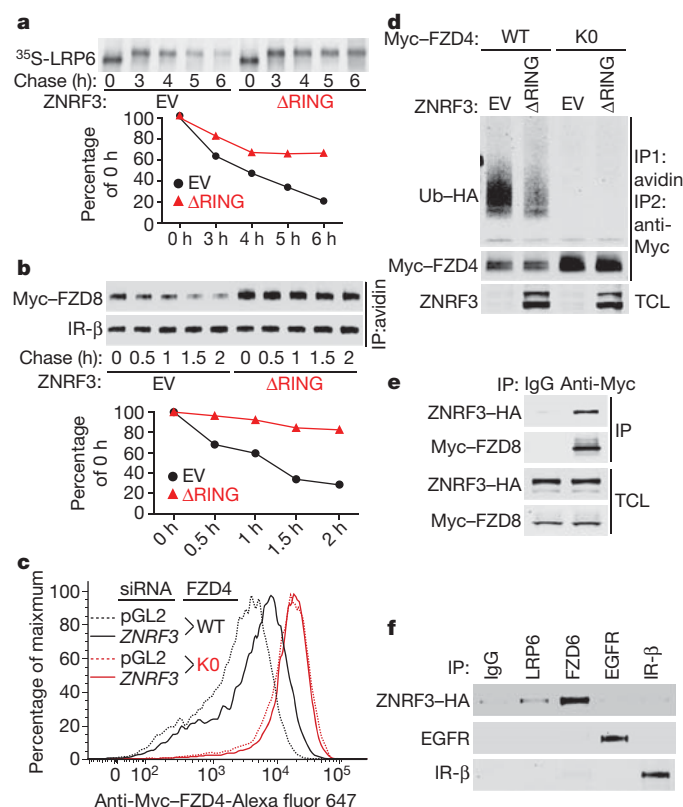 a
³⁵S-LRP6
0 3 4 5 6 0 3 4 5 6
Chase (h):
ZNRF3: EV ΔRING
Percentage of 0 h
100
80
60
40
20
0
EV
ΔRING
0 h 3 h 4 h 5 h 6 h
b
Myc–FZD8
IR-β
IP:avidin
Chase (h): 0 0.5 1 1.5 2 0 0.5 1 1.5 2
ZNRF3: EV ΔRING
Percentage of 0 h
100
80
60
40
20
0
EV
ΔRING
0 h 0.5 h 1 h 1.5 h 2 h
c
Percentage of maixmum
100
80
60
40
20
0
siRNA FZD4
pGL2
ZNRF3
WT
pGL2
ZNRF3
K0
0 10² 10³ 10⁴ 10⁵
Anti-Myc–FZD4-Alexa fluor 647
d
Myc–FZD4: WT K0
ZNRF3: EV ΔRING EV ΔRING
Ub–HA
Myc–FZD4
IP1:
avidin
IP2:
anti-
Myc
ZNRF3
TCL
e
IP: IgG Anti-Myc
ZNRF3–HA
Myc–FZD8
IP
ZNRF3–HA
Myc–FZD8
TCL
f
IP: IgG LRP6 FZD6 EGFR IR-β
ZNRF3–HA
EGFR
IR-β